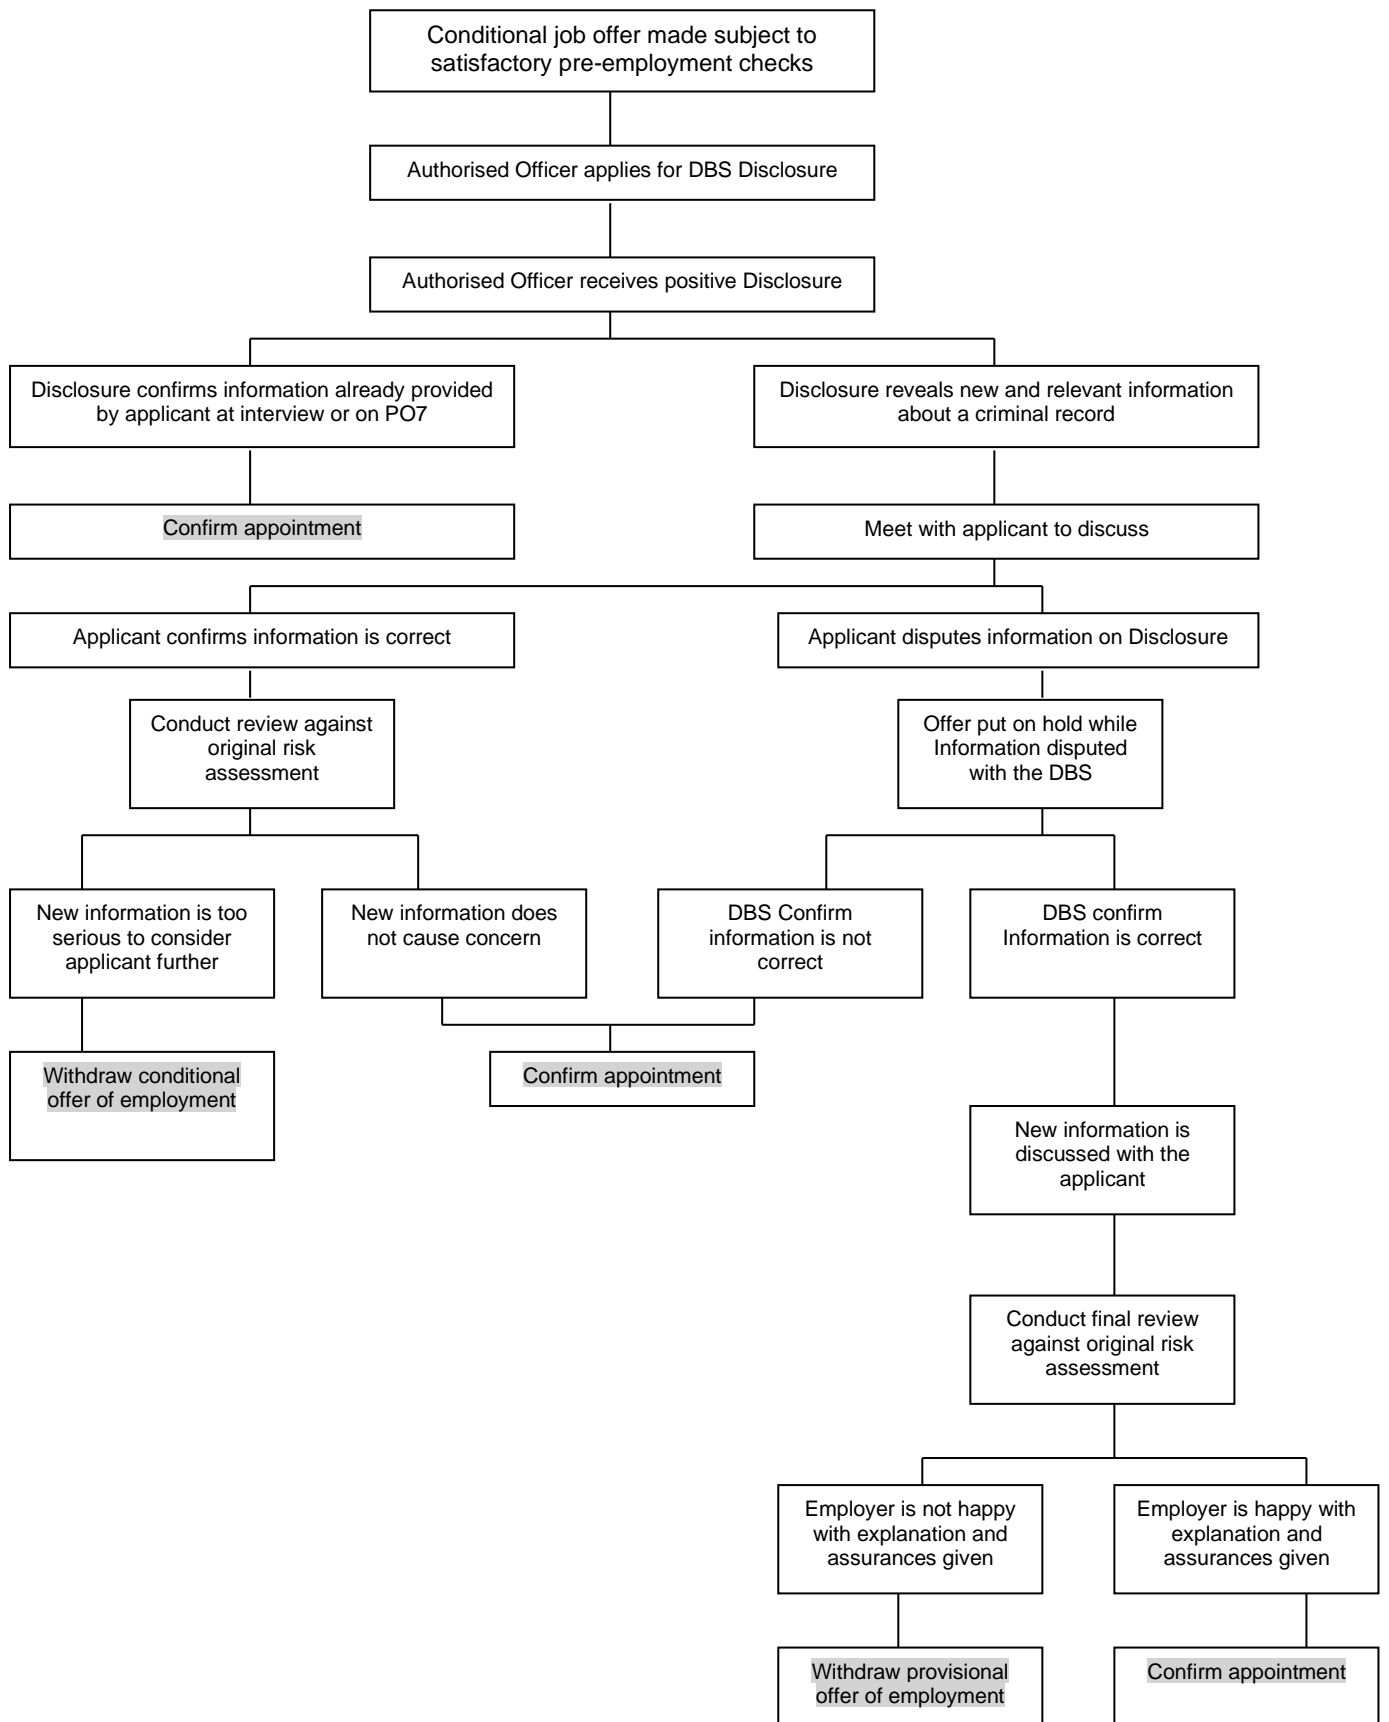 Conditional job offer made subject to
satisfactory pre-employment checks
Authorised Officer applies for DBS Disclosure
Authorised Officer receives positive Disclosure
Disclosure confirms information already provided
by applicant at interview or on PO7
Disclosure reveals new and relevant information
about a criminal record
Confirm appointment
Meet with applicant to discuss
Applicant confirms information is correct
Applicant disputes information on Disclosure
Conduct review against
original risk
assessment
Offer put on hold while
Information disputed
with the DBS
New information is too
serious to consider
applicant further
New information does
not cause concern
DBS Confirm
information is not
correct
DBS confirm
Information is correct
Withdraw conditional
offer of employment
Confirm appointment
New information is
discussed with the
applicant
Conduct final review
against original risk
assessment
Employer is not happy
with explanation and
assurances given
Employer is happy with
explanation and
assurances given
Withdraw provisional
offer of employment
Confirm appointment